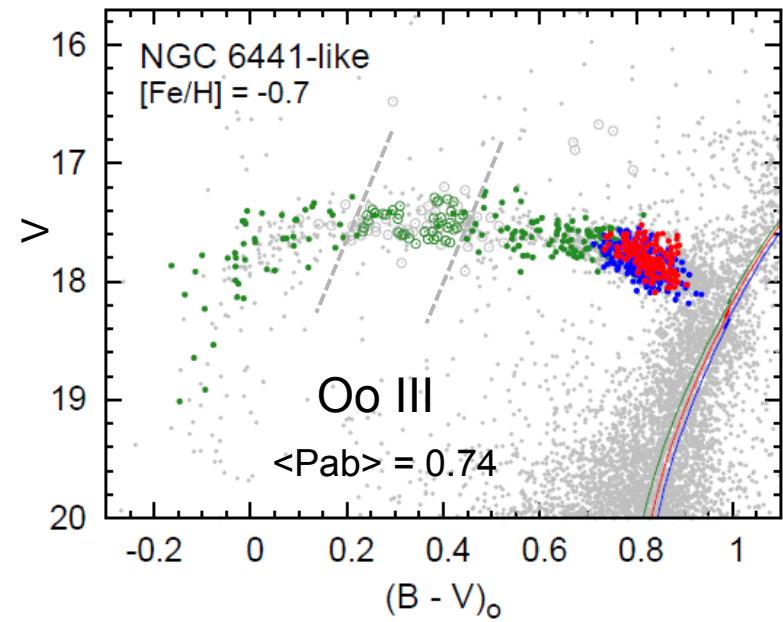 NGC 6441-like
[Fe/H] = -0.7
16
17
18
19
20
V
Oo III
<Pab> = 0.74
-0.2 0 0.2 0.4 0.6 0.8 1
(B - V)o